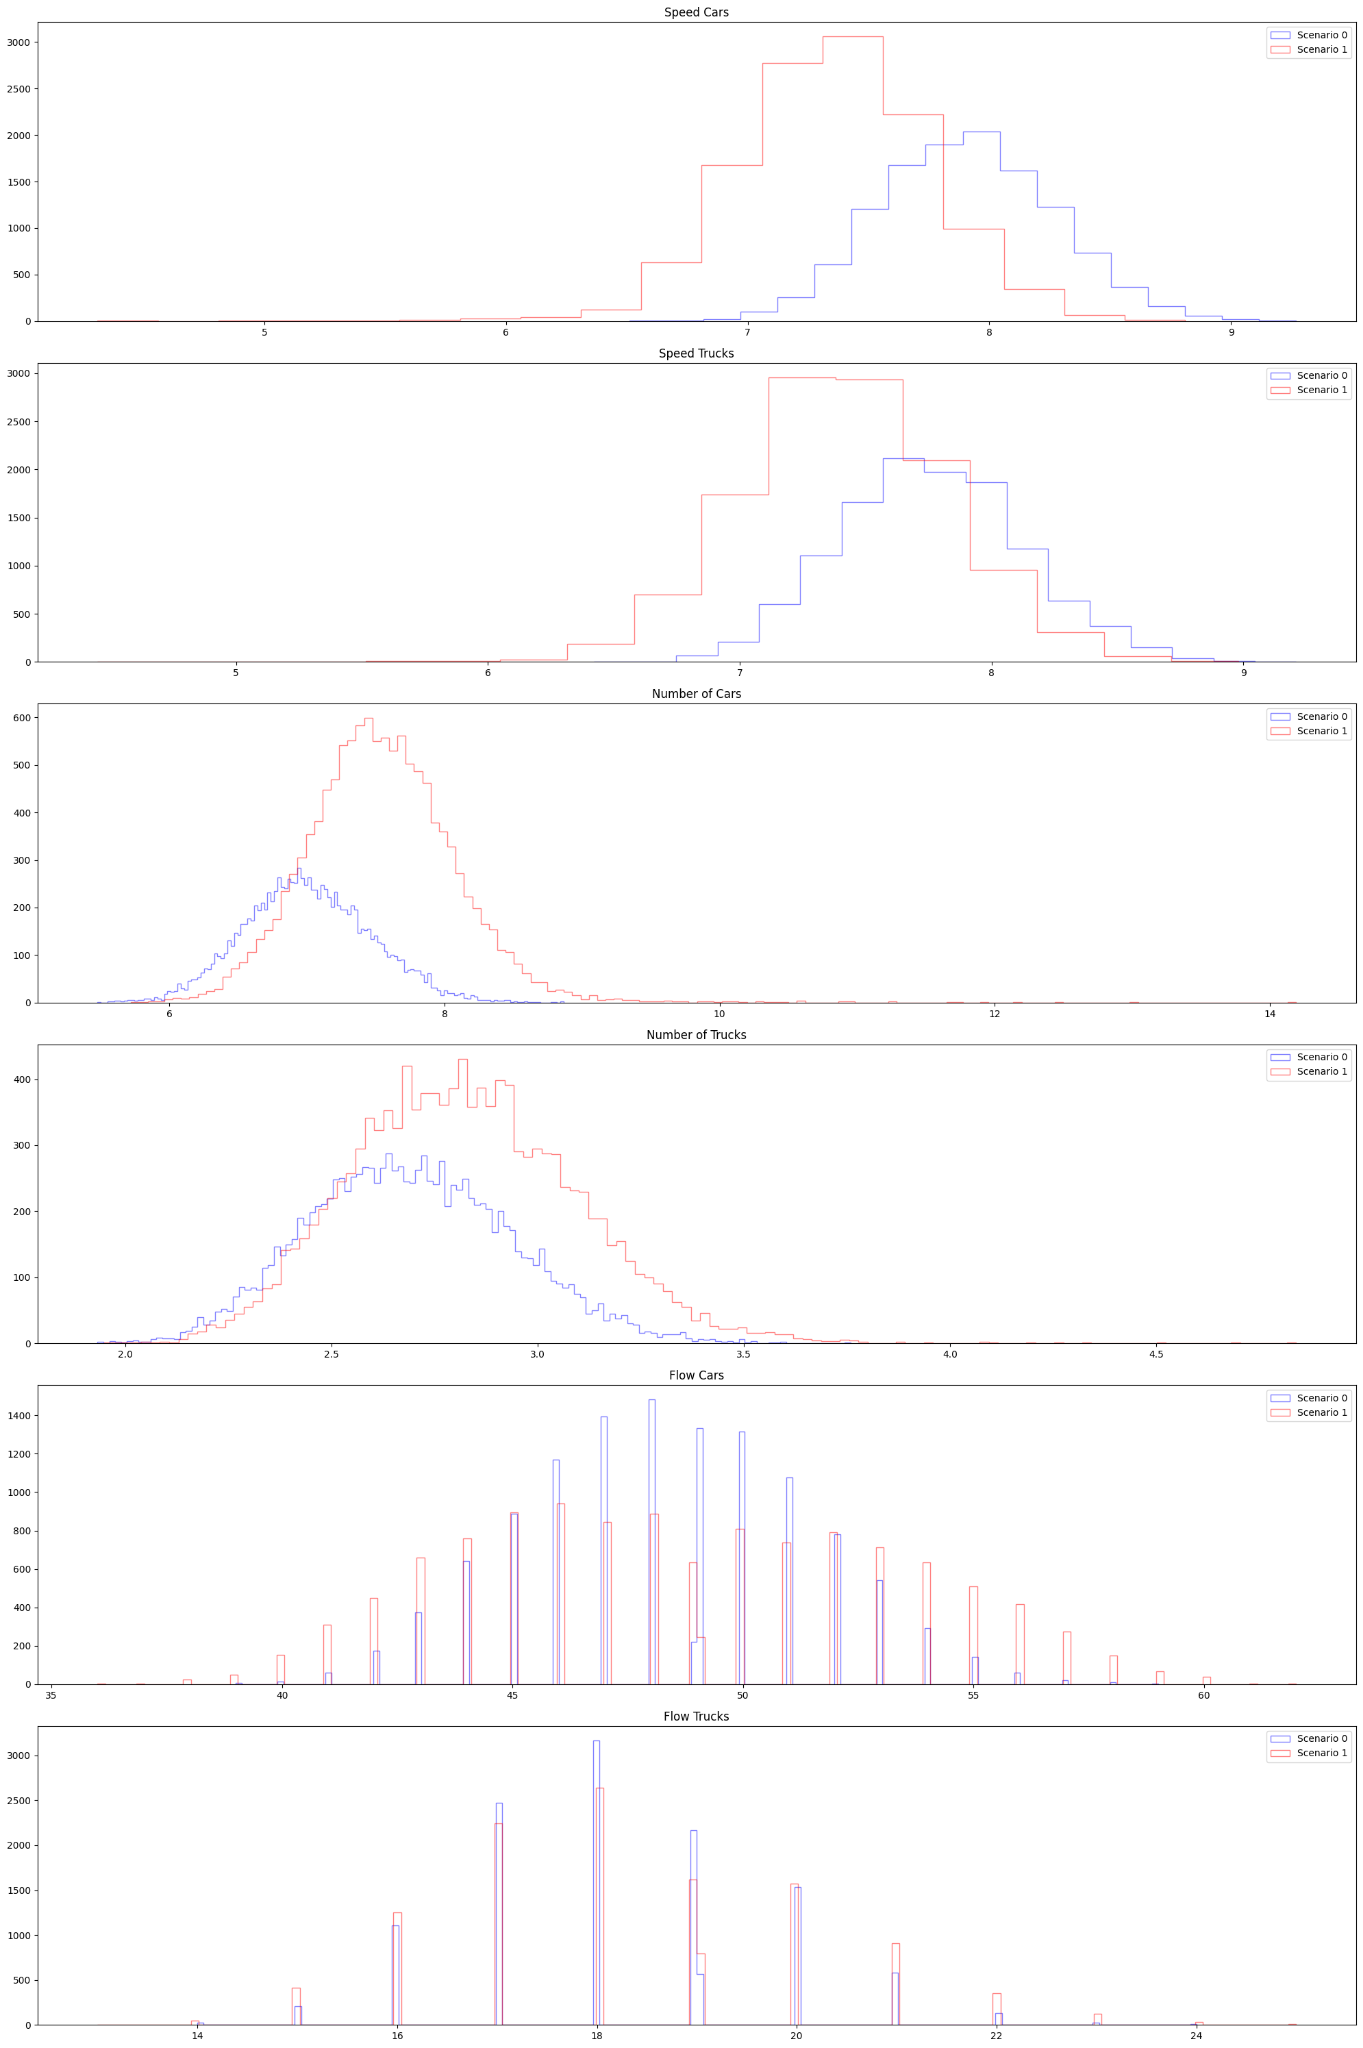 Speed Cars
3000
2500
2000
1500
1000
500
0
Scenario 0
Scenario 1
5 6 7 8 9
Speed Trucks
3000
2500
2000
1500
1000
500
0
Scenario 0
Scenario 1
5 6 7 8 9
Number of Cars
600
500
400
300
200
100
0
Scenario 0
Scenario 1
6 8 10 12 14
Number of Trucks
400
300
200
100
0
Scenario 0
Scenario 1
2.0 2.5 3.0 3.5 4.0 4.5
Flow Cars
1400
1200
1000
800
600
400
200
0
Scenario 0
Scenario 1
35 40 45 50 55 60
Flow Trucks
3000
2500
2000
1500
1000
500
0
Scenario 0
Scenario 1
14 16 18 20 22 24